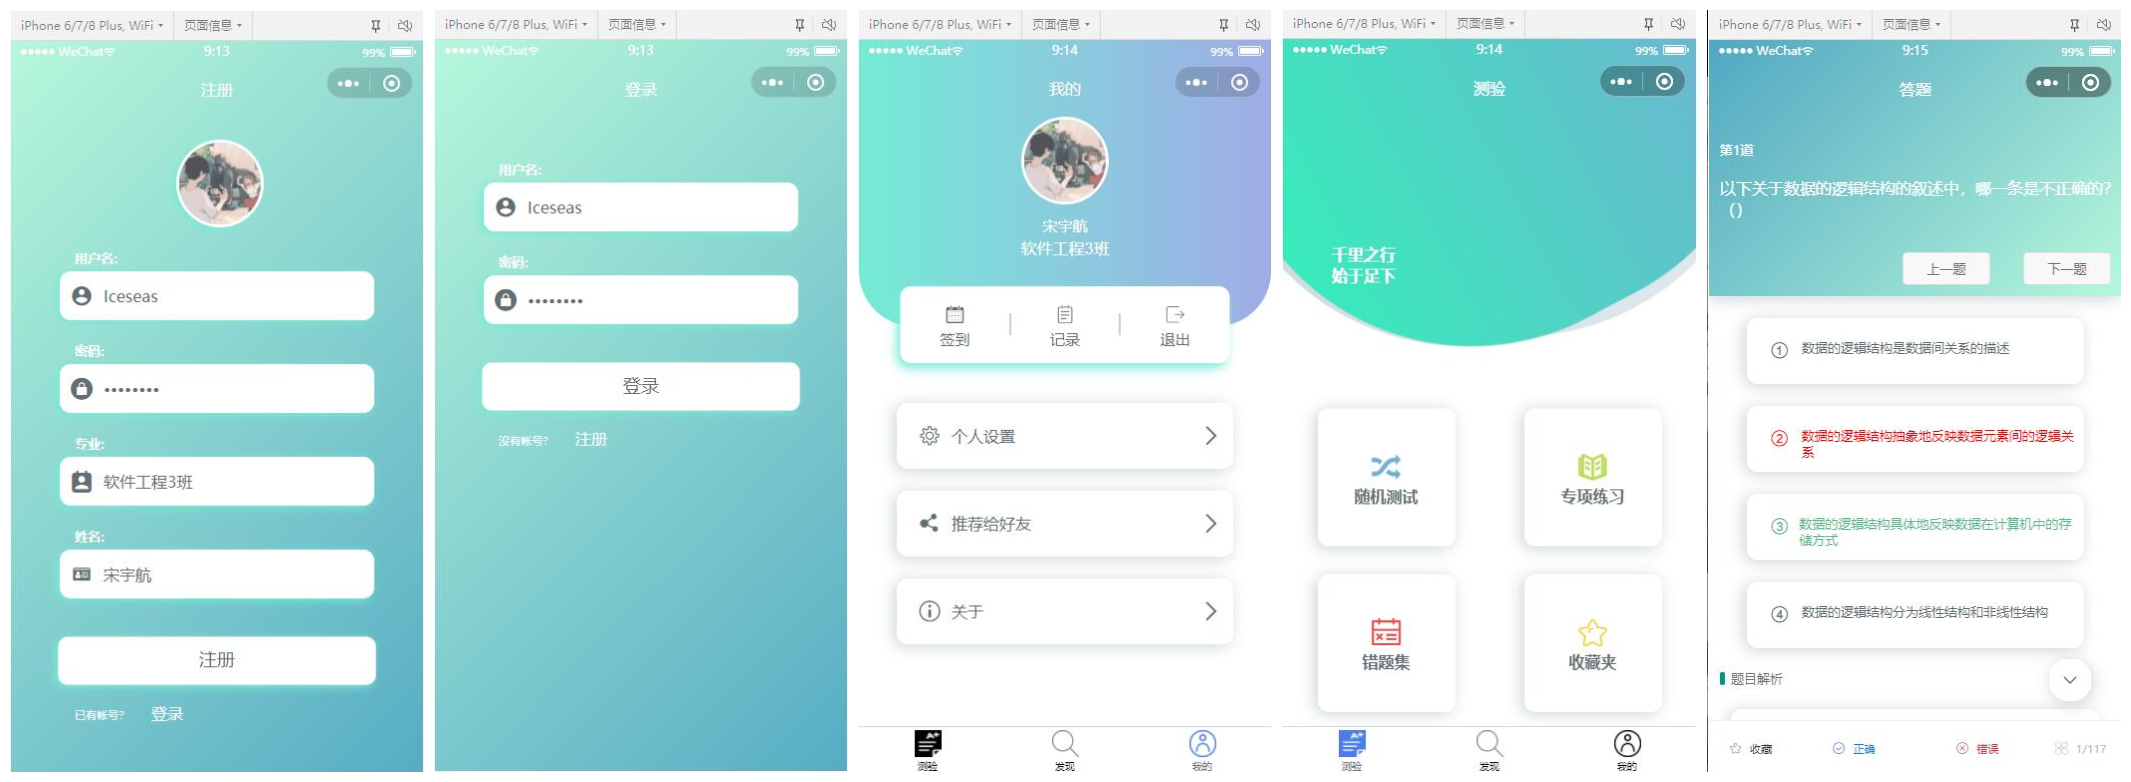 iPhone 6/7/8 Plus, WiFi
页面信息
WeChat
9:13
99%
注册
用户名:
Iceseas
密码:
••••••••
专业:
软件工程3班
姓名:
宋宇航
注册
已有帐号?
登录
iPhone 6/7/8 Plus, WiFi
页面信息
WeChat
9:13
99%
登录
用户名:
Iceseas
密码:
••••••••
登录
没有帐号?
注册
iPhone 6/7/8 Plus, WiFi
页面信息
WeChat
9:14
99%
我的
宋宇航
软件工程3班
签到
记录
退出
个人设置
推荐给好友
关于
测验
发现
我的
iPhone 6/7/8 Plus, WiFi
页面信息
WeChat
9:14
99%
测验
千里之行
始于足下
随机测试
专项练习
错题集
收藏夹
测验
发现
我的
iPhone 6/7/8 Plus, WiFi
页面信息
WeChat
9:15
99%
答题
第1道
以下关于数据的逻辑结构的叙述中，哪一条是不正确的?
()
上一题
下一题
① 数据的逻辑结构是数据间关系的描述
② 数据的逻辑结构抽象地反映数据元素间的逻辑关
系
③ 数据的逻辑结构具体地反映数据在计算机中的存
储方式
④ 数据的逻辑结构分为线性结构和非线性结构
题目解析
收藏
正确
错误
1/117